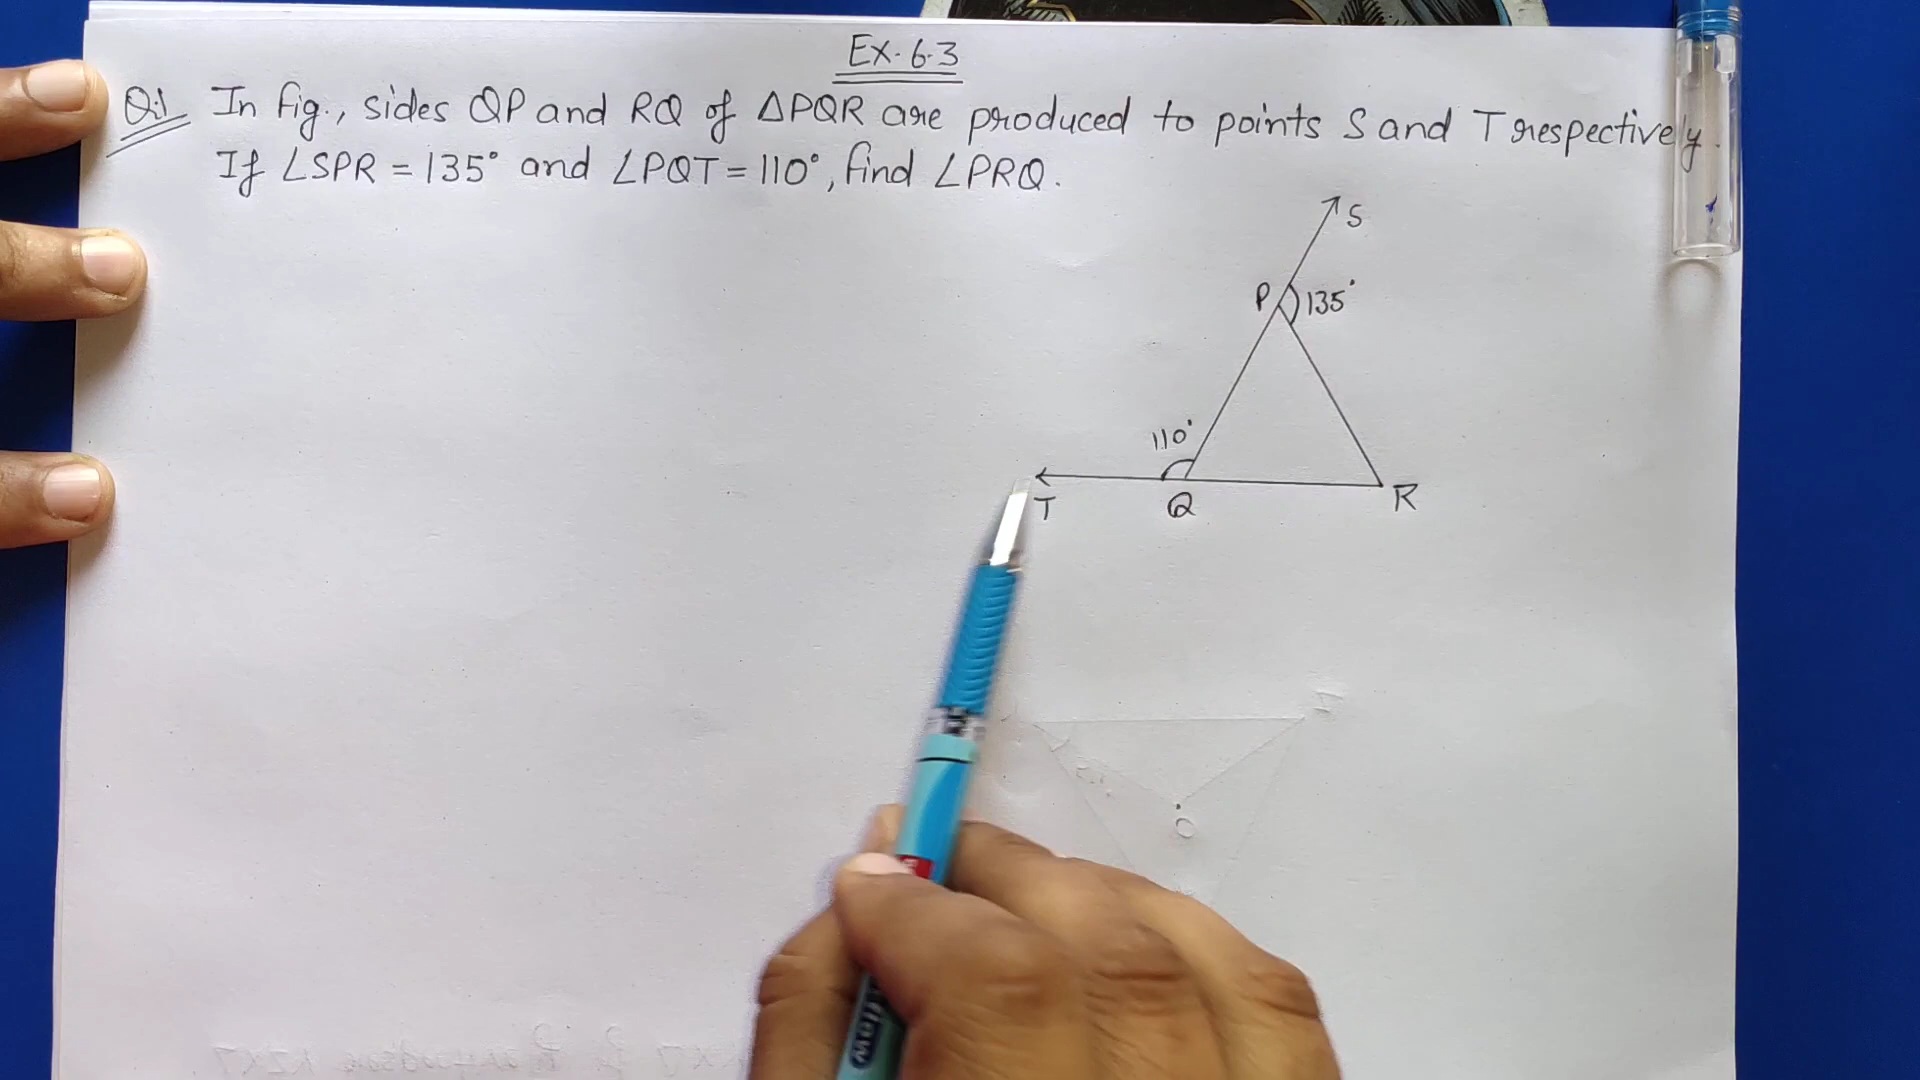 Ex. 6.3
Q.1 In fig., sides QP and RQ of ΔPQR are produced to points S and T respectively.
If ∠SPR = 135° and ∠PQT = 110°, find ∠PRQ.
S
P 135°
110°
T Q R
O
flow